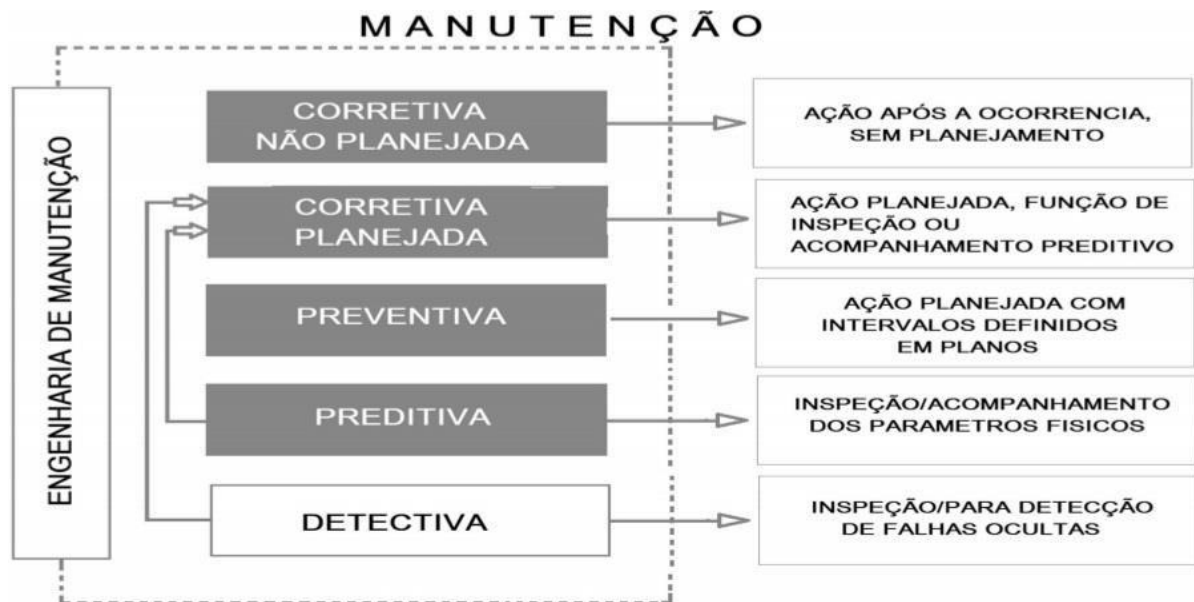 MANUTENÇÃO
ENGENHARIA DE MANUTENÇÃO
CORRETIVA
NÃO PLANEJADA
AÇÃO APÓS A OCORRENCIA,
SEM PLANEJAMENTO
CORRETIVA
PLANEJADA
AÇÃO PLANEJADA, FUNÇÃO DE
INSPEÇÃO OU
ACOMPANHAMENTO PREDITIVO
PREVENTIVA
AÇÃO PLANEJADA COM
INTERVALOS DEFINIDOS
EM PLANOS
PREDITIVA
INSPEÇÃO/ACOMPANHAMENTO
DOS PARAMETROS FISICOS
DETECTIVA
INSPEÇÃO/PARA DETECÇÃO
DE FALHAS OCULTAS